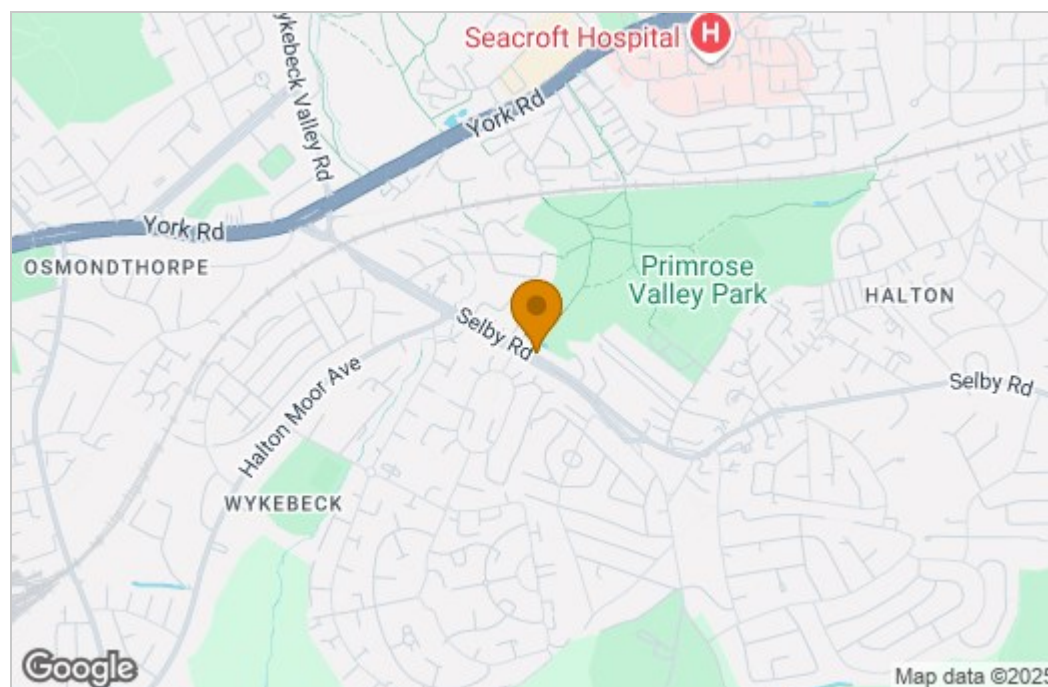 Seacroft Hospital
H
ykebeck Valley Rd
York Rd
York Rd
OSMONDTHORPE
Primrose
Valley Park
HALTON
Selby Rd
Selby Rd
Halton Moor Ave
WYKEBECK
Google
Map data ©2025